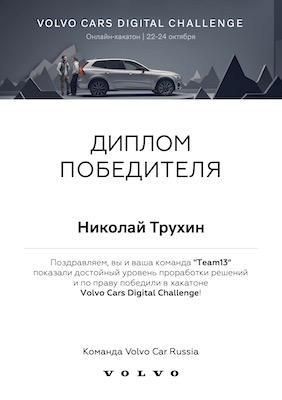 VOLVO CARS DIGITAL CHALLENGE
Онлайн-хакатон | 22-24 октября
ДИПЛОМ
ПОБЕДИТЕЛЯ
Николай Трухин
Поздравляем, вы и ваша команда "Team13"
показали достойный уровень проработки решений
и по праву победили в хакатоне
Volvo Cars Digital Challenge!
Команда Volvo Car Russia
VOLVO